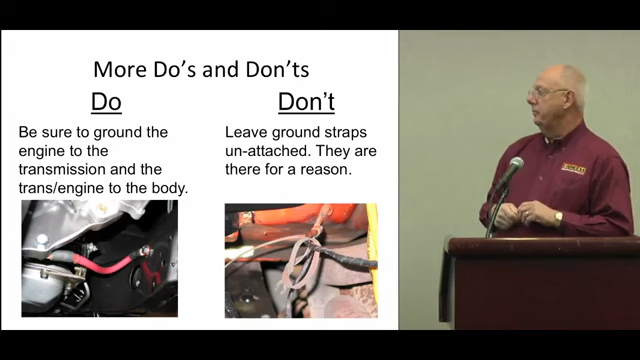 More Do's and Don'ts
Do
Be sure to ground the
engine to the
transmission and the
trans/engine to the body.
Don't
Leave ground straps
un-attached. They are
there for a reason.